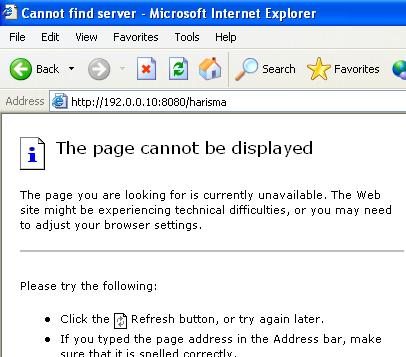 Cannot find server - Microsoft Internet Explorer
File Edit View Favorites Tools Help
Back Search Favorites
Address http://192.0.0.10:8080/harisma
The page cannot be displayed
The page you are looking for is currently unavailable. The Web
site might be experiencing technical difficulties, or you may need
to adjust your browser settings.
Please try the following:
Click the Refresh button, or try again later.
If you typed the page address in the Address bar, make
sure that it is spelled correctly.